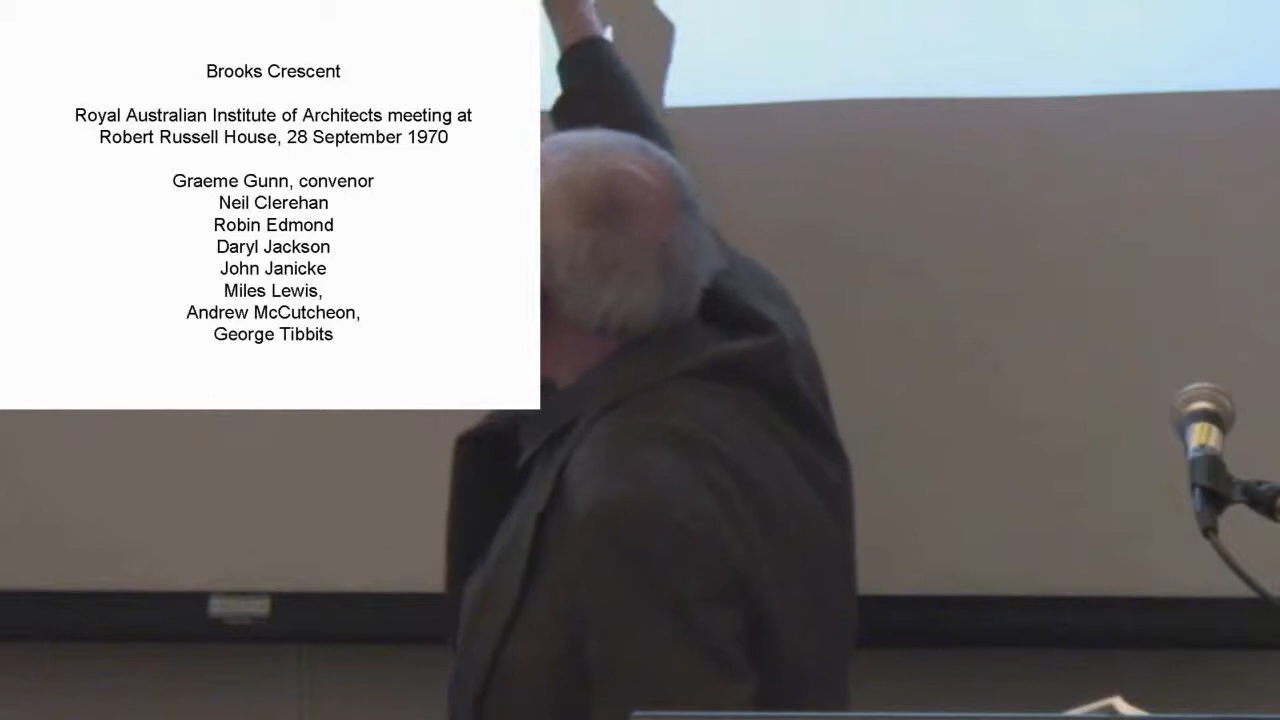 Brooks Crescent
Royal Australian Institute of Architects meeting at
Robert Russell House, 28 September 1970
Graeme Gunn, convenor
Neil Clerehan
Robin Edmond
Daryl Jackson
John Janicke
Miles Lewis,
Andrew McCutcheon,
George Tibbits